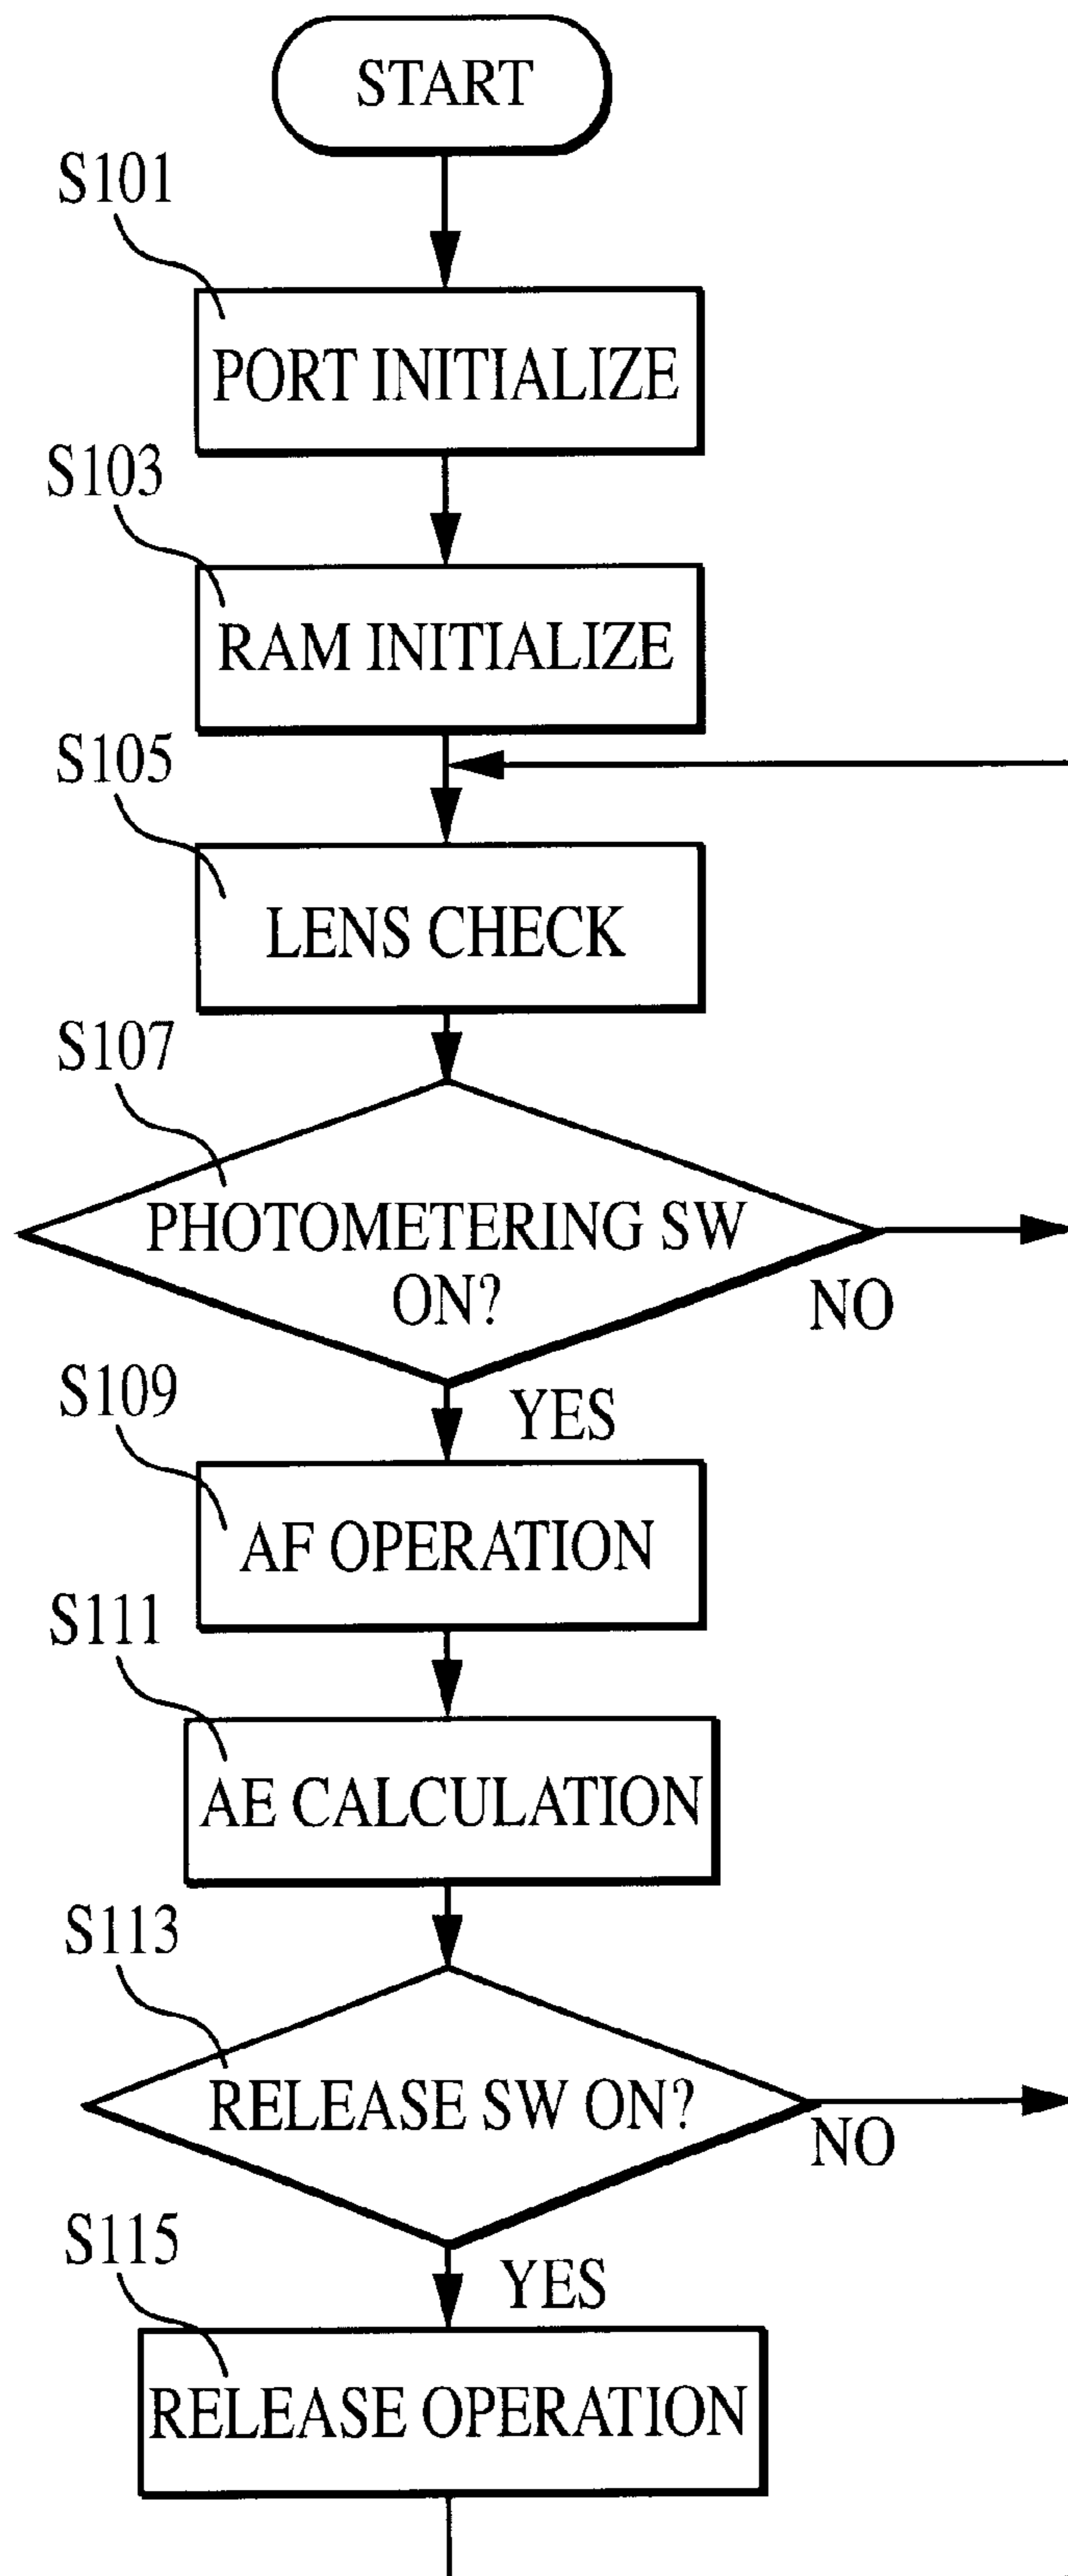 START
S101
PORT INITIALIZE
S103
RAM INITIALIZE
S105
LENS CHECK
S107
PHOTOMETERING SW
ON?
NO
YES
S109
AF OPERATION
S111
AE CALCULATION
S113
RELEASE SW ON?
NO
YES
S115
RELEASE OPERATION